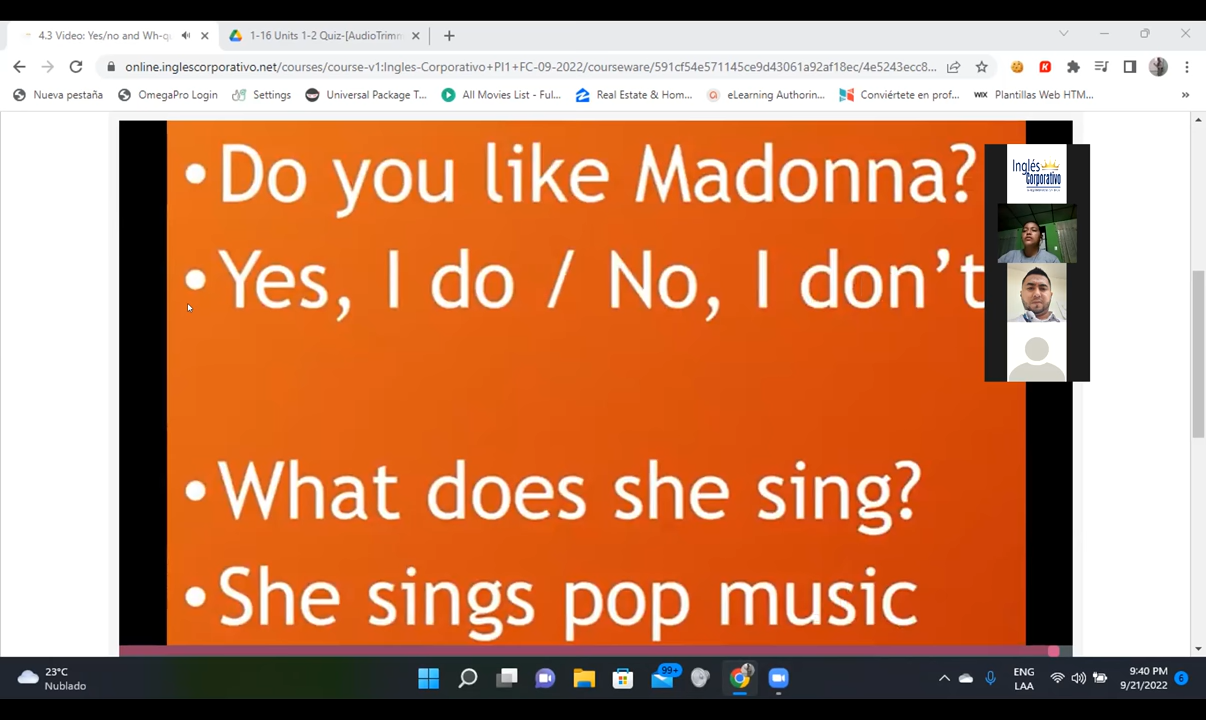 4.3 Video: Yes/no and Wh-qu
1-16 Units 1-2 Quiz-[AudioTrimm
online.inglescorporativo.net/courses/course-v1:Ingles-Corporativo+PI1+FC-09-2022/courseware/591cf54e571145ce9d43061a92af18ec/4e5243ecc8...
Nueva pestaña
OmegaPro Login
Settings
Universal Package T...
All Movies List - Ful...
Real Estate & Hom...
eLearning Authorin...
Conviértete en prof...
WIX Plantillas Web HTM...
»
•Do you like Madonna?
•Yes, I do / No, I don't
•What does she sing?
•She sings pop music
Inglés
Corporativo
23°C
Nublado
99+
ENG
LAA
9:40 PM
9/21/2022
6